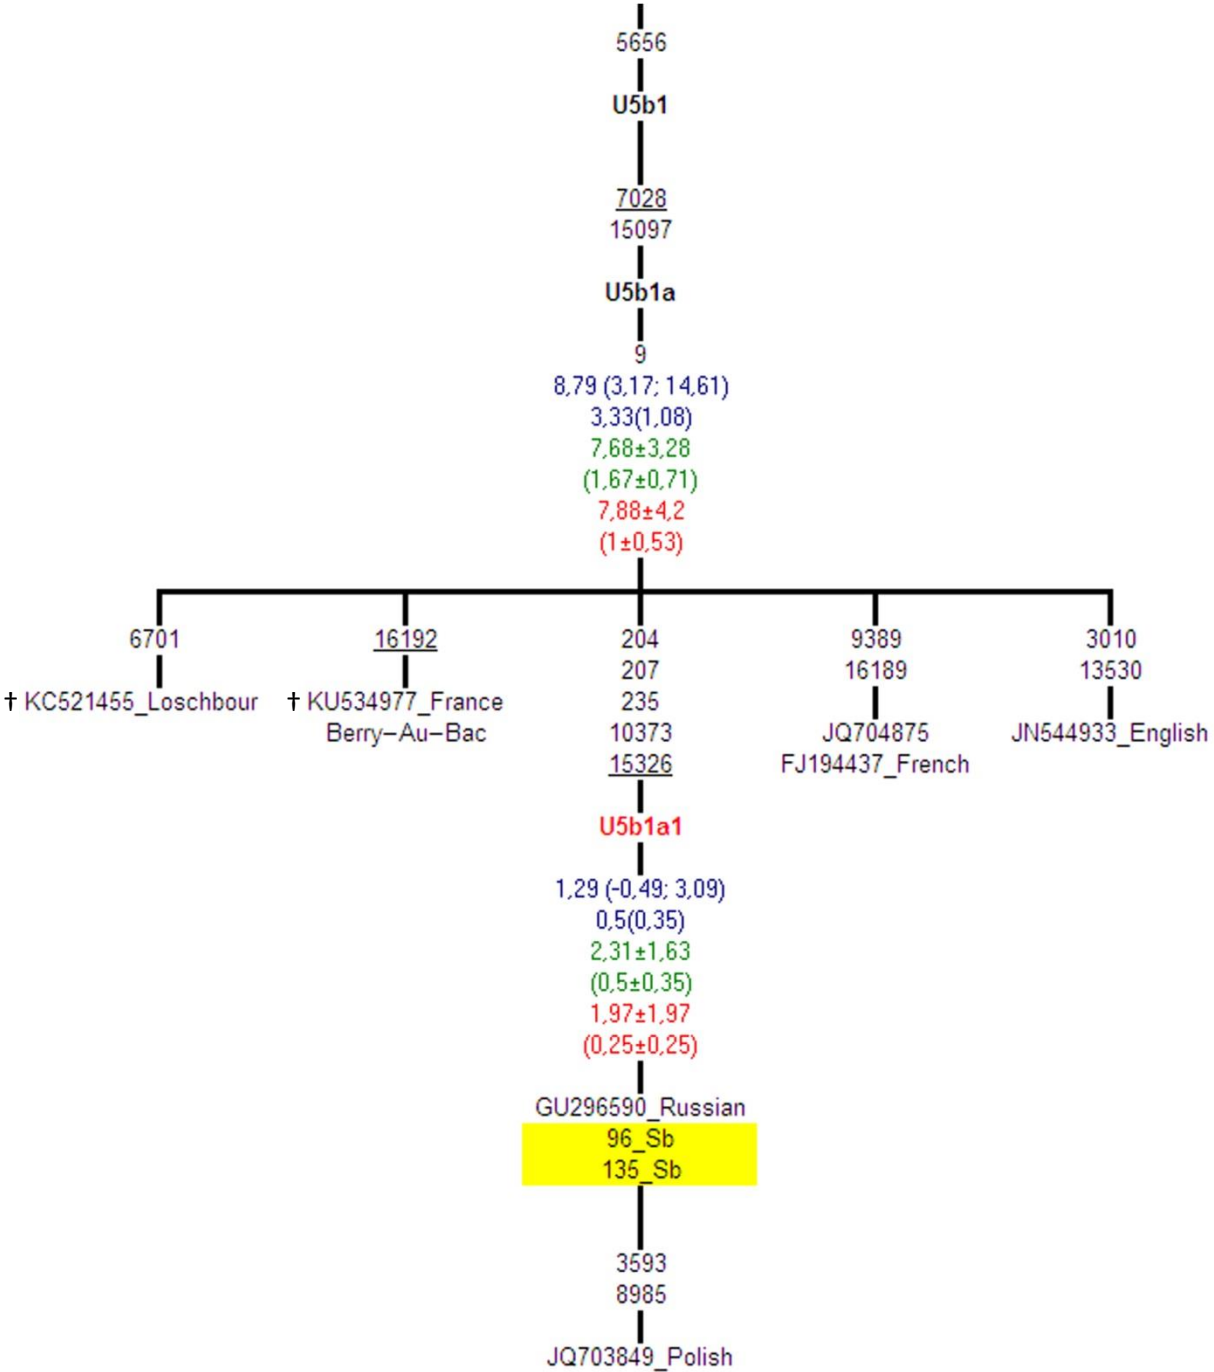 5656
U5b1
7028
15097
U5b1a
9
8,79 (3,17; 14,61)
3,33(1,08)
7,68±3,28
(1,67±0,71)
7,88±4,2
(1±0,53)
6701
† KC521455_Loschbour
16192
† KU534977_France
Berry–Au–Bac
204
207
235
10373
15326
U5b1a1
1,29 (-0,49; 3,09)
0,5(0,35)
2,31±1,63
(0,5±0,35)
1,97±1,97
(0,25±0,25)
GU296590_Russian
96_Sb
135_Sb
3593
8985
JQ703849_Polish
9389
16189
JQ704875
FJ194437_French
3010
13530
JN544933_English